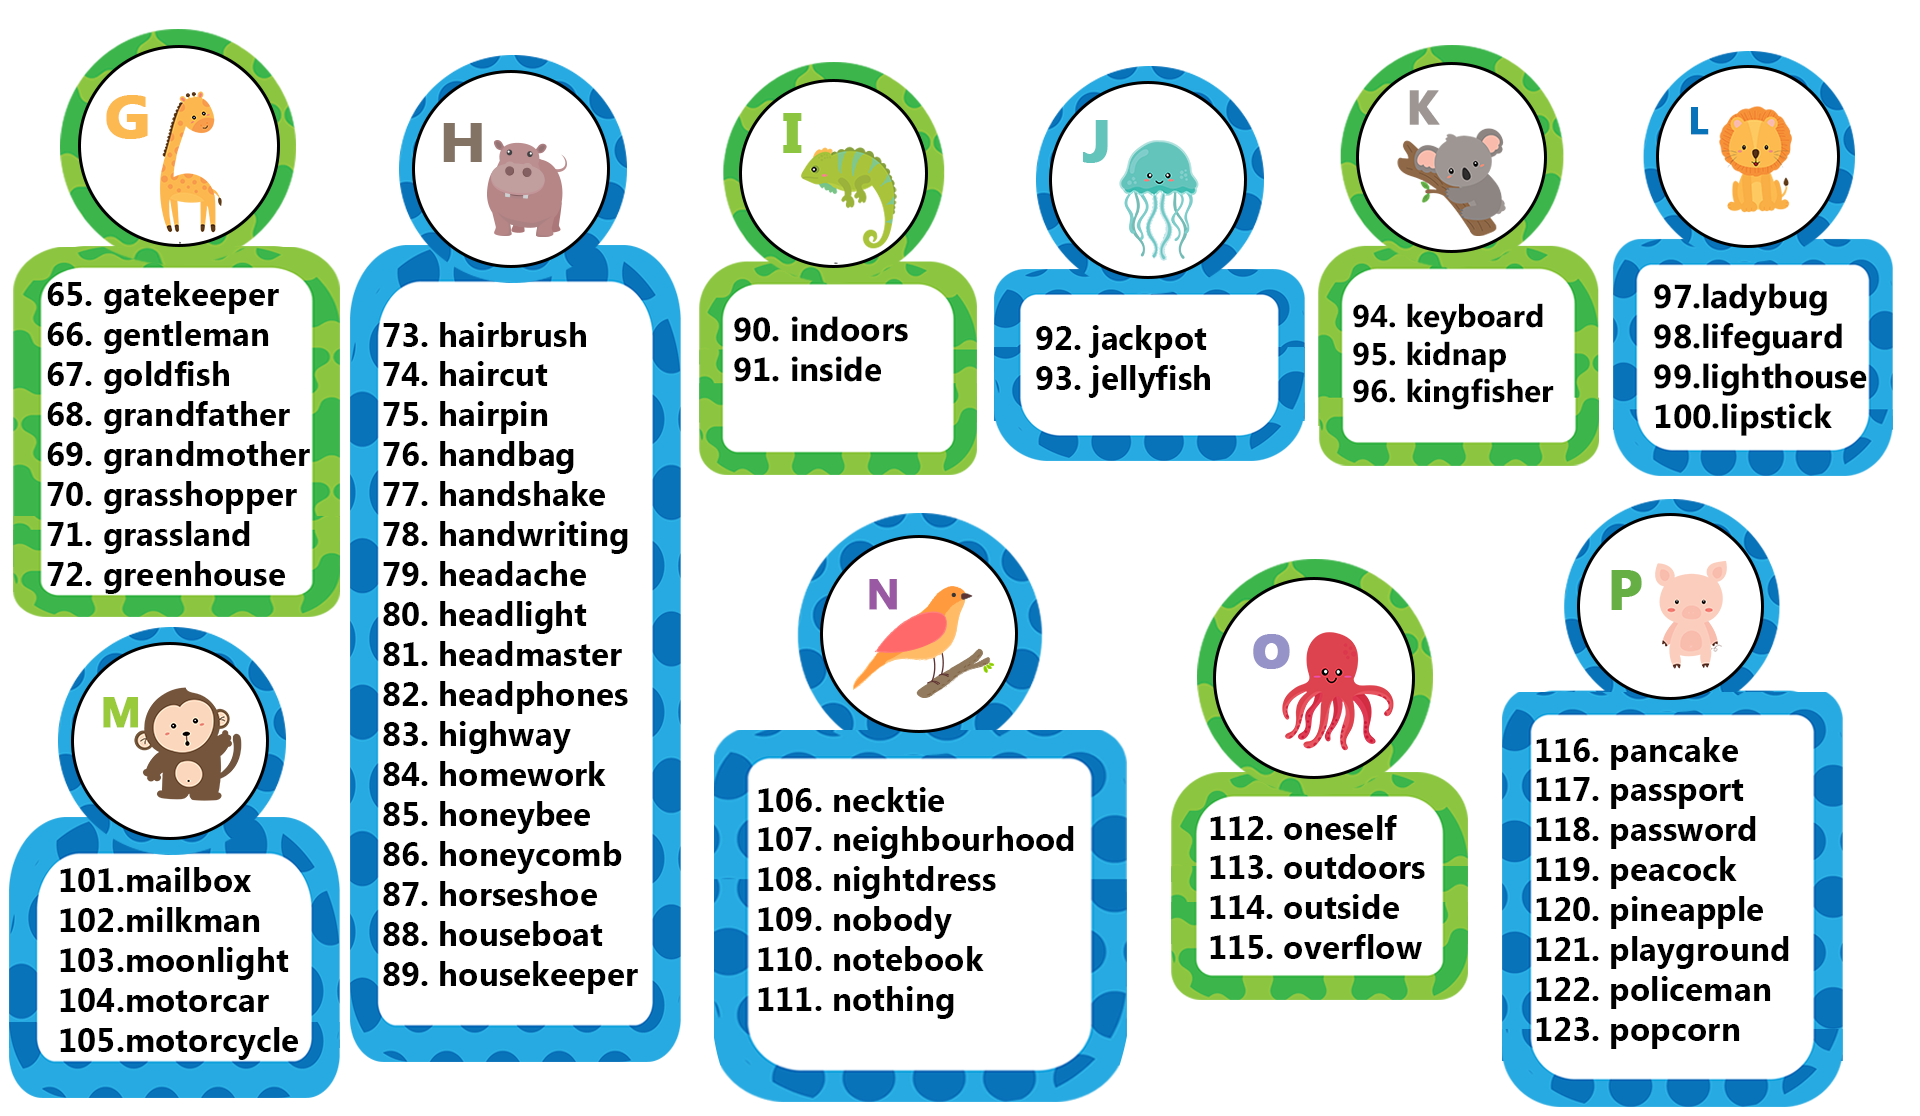 G
65. gatekeeper
66. gentleman
67. goldfish
68. grandfather
69. grandmother
70. grasshopper
71. grassland
72. greenhouse
H
73. hairbrush
74. haircut
75. hairpin
76. handbag
77. handshake
78. handwriting
79. headache
80. headlight
81. headmaster
82. headphones
83. highway
84. homework
85. honeybee
86. honeycomb
87. horseshoe
88. houseboat
89. housekeeper
I
90. indoors
91. inside
J
92. jackpot
93. jellyfish
K
94. keyboard
95. kidnap
96. kingfisher
L
97.ladybug
98.lifeguard
99.lighthouse
100.lipstick
M
101.mailbox
102.milkman
103.moonlight
104.motorcar
105.motorcycle
N
106. necktie
107. neighbourhood
108. nightdress
109. nobody
110. notebook
111. nothing
O
112. oneself
113. outdoors
114. outside
115. overflow
P
116. pancake
117. passport
118. password
119. peacock
120. pineapple
121. playground
122. policeman
123. popcorn